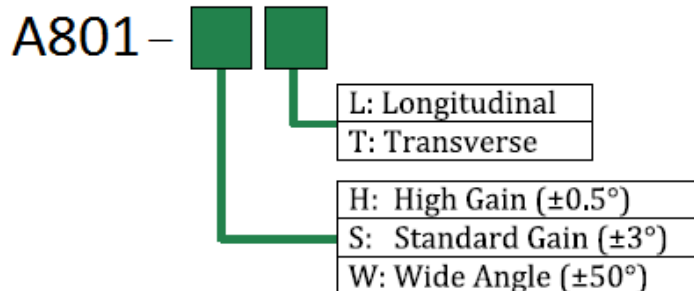 A801-
L: Longitudinal
T: Transverse
H: High Gain (±0.5°)
S: Standard Gain (±3°)
W: Wide Angle (±50°)